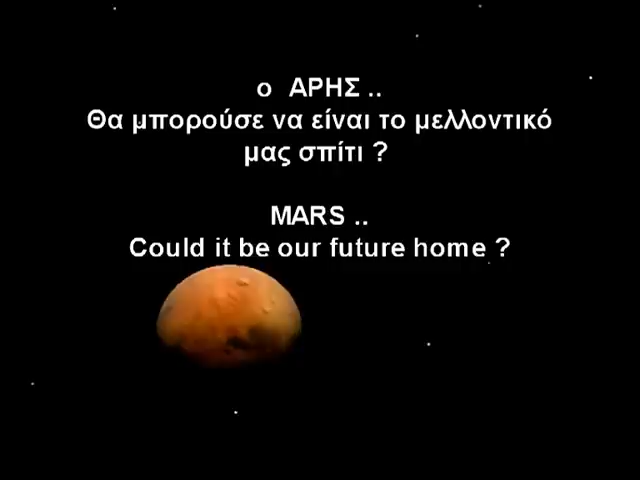 ο ΑΡΗΣ ..
Θα μπορούσε να είναι το μελλοντικό
μας σπίτι ?
MARS ..
Could it be our future home ?